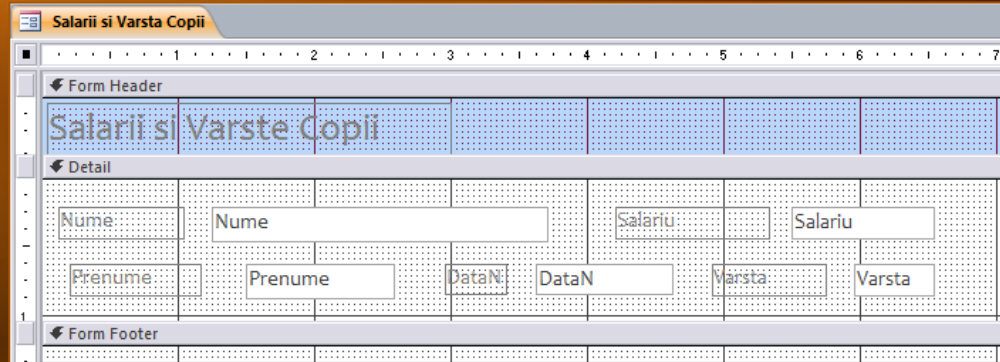 Salarii si Varsta Copii
1 2 3 4 5 6 7
Form Header
Salarii si Varste Copii
Detail
Nume Nume Salariu Salariu
Prenume Prenume DataN DataN Varsta Varsta
1
Form Footer